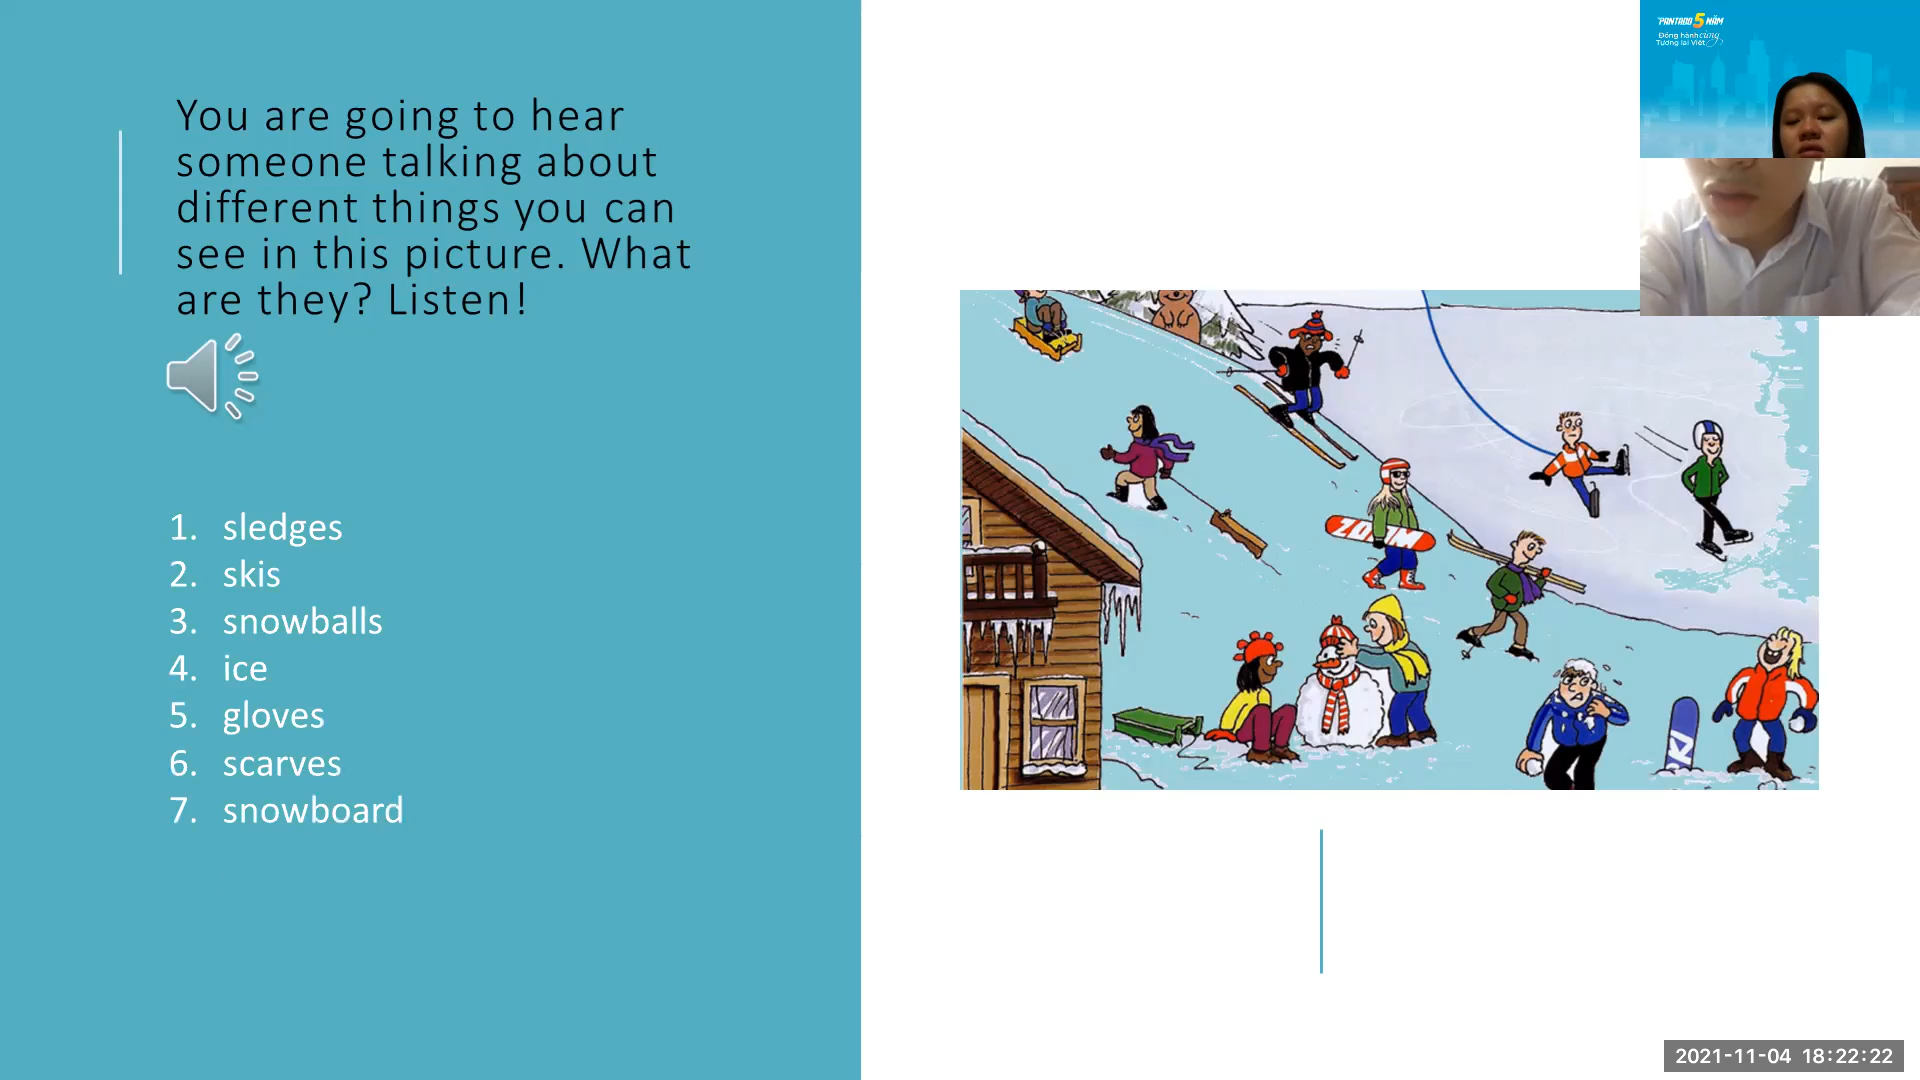 You are going to hear
someone talking about
different things you can
see in this picture. What
are they? Listen!
1. sledges
2. skis
3. snowballs
4. ice
5. gloves
6. scarves
7. snowboard
PANTADO 5 NĂM
Đồng hành cùng
Tương lai Việt
ZOOM
2021-11-04 18:22:22